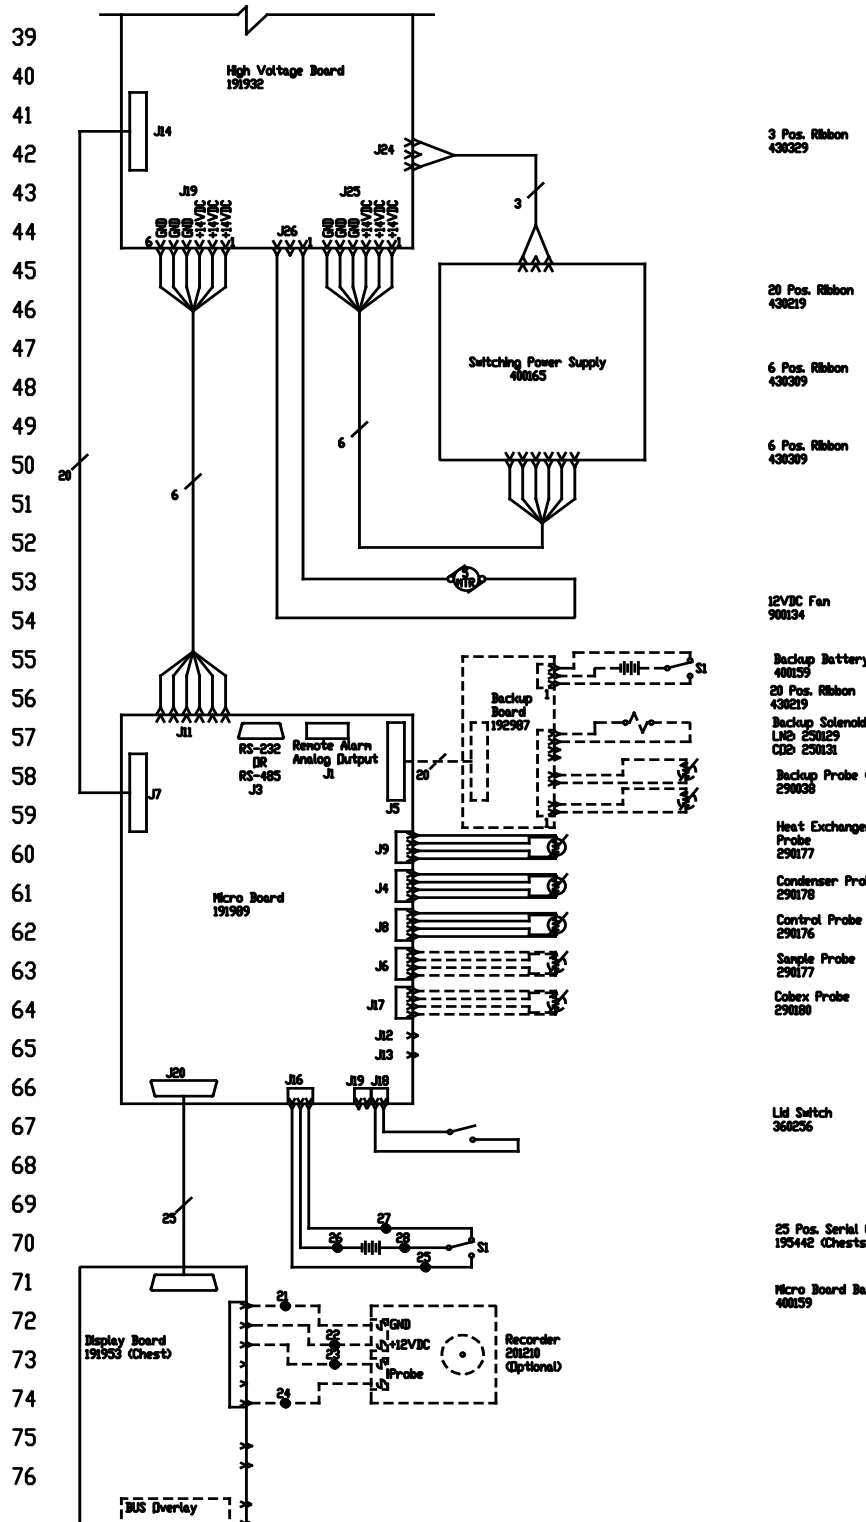 39
High Voltage Board
191932
40
41
J14
3 Pos. Ribbon
430329
42
J24
43
J19
J25
3
44
GND
GND
GND
+14VDC
+14VDC
+14VDC
J26
GND
GND
GND
+14VDC
+14VDC
+14VDC
6
1
1
1
45
20 Pos. Ribbon
430219
46
47
Switching Power Supply
400165
6 Pos. Ribbon
430309
48
49
6
6 Pos. Ribbon
430309
50
20
6
51
52
53
5
MTR
12VDC Fan
900134
54
55
S1
Backup Battery
400159
56
Backup
Board
192987
1
20 Pos. Ribbon
430219
57
J11
RS-232
OR
RS-485
J3
Remote Alarm
Analog Output
J1
Backup Solenoid
LN2: 250129
CO2: 250131
58
20
J7
J5
Backup Probe
290038
59
1
60
J9
Heat Exchanger
Probe
290177
61
Micro Board
191989
J4
Condenser Pro
290178
62
J8
Control Probe
290176
63
J6
Sample Probe
290177
64
J17
Cobex Probe
290180
65
J12
J13
66
J20
J16
J19
J18
67
Lid Switch
360256
68
69
25
27
70
26
28
S1
25
25 Pos. Serial
195442 (Chests
71
21
Micro Board Ba
400159
72
GND
Display Board
191953 (Chest)
22
+12VDC
Recorder
201210
(Optional)
73
23
Probe
74
24
75
76
BUS Overlay